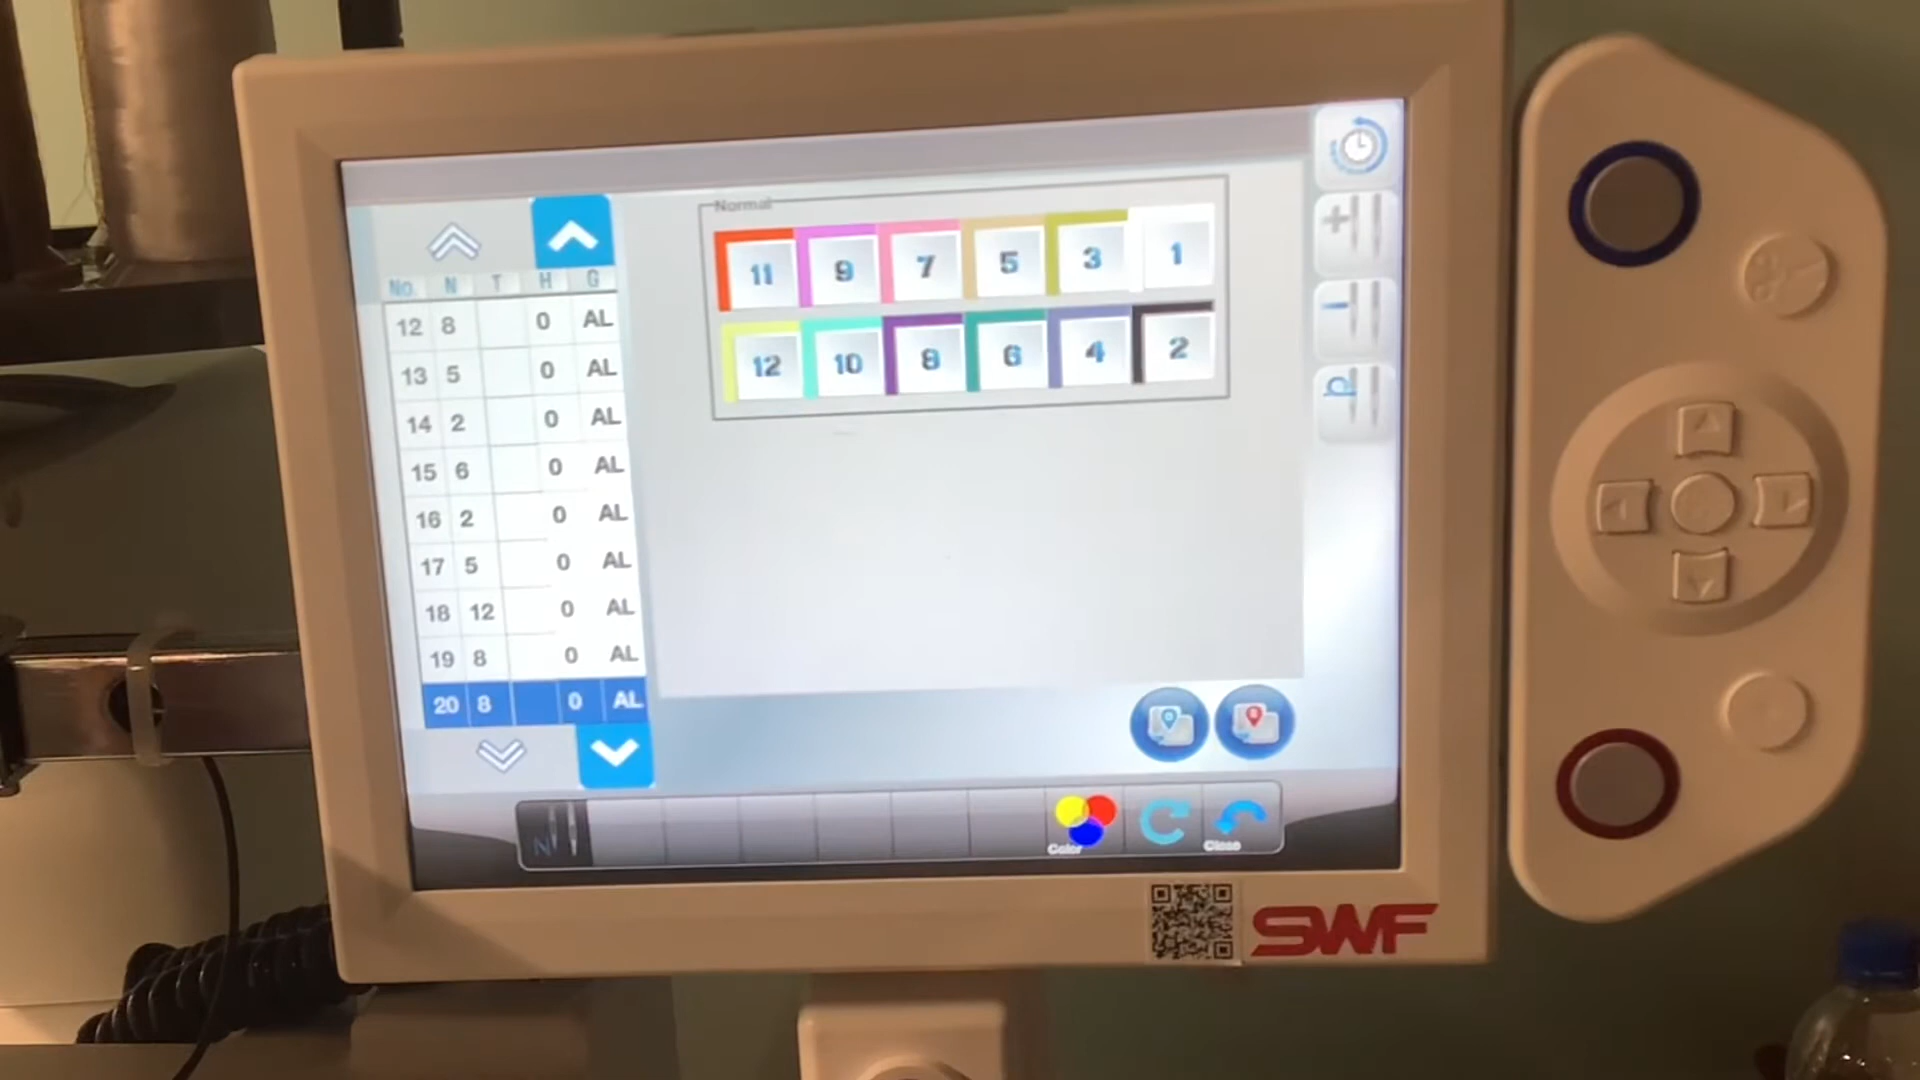 Normal
11 9 7 5 3 1
12 10 8 6 4 2
No. N T H G
12 8 0 AL
13 5 0 AL
14 2 0 AL
15 6 0 AL
16 2 0 AL
17 5 0 AL
18 12 0 AL
19 8 0 AL
20 8 0 AL
N
Color
Close
SWF